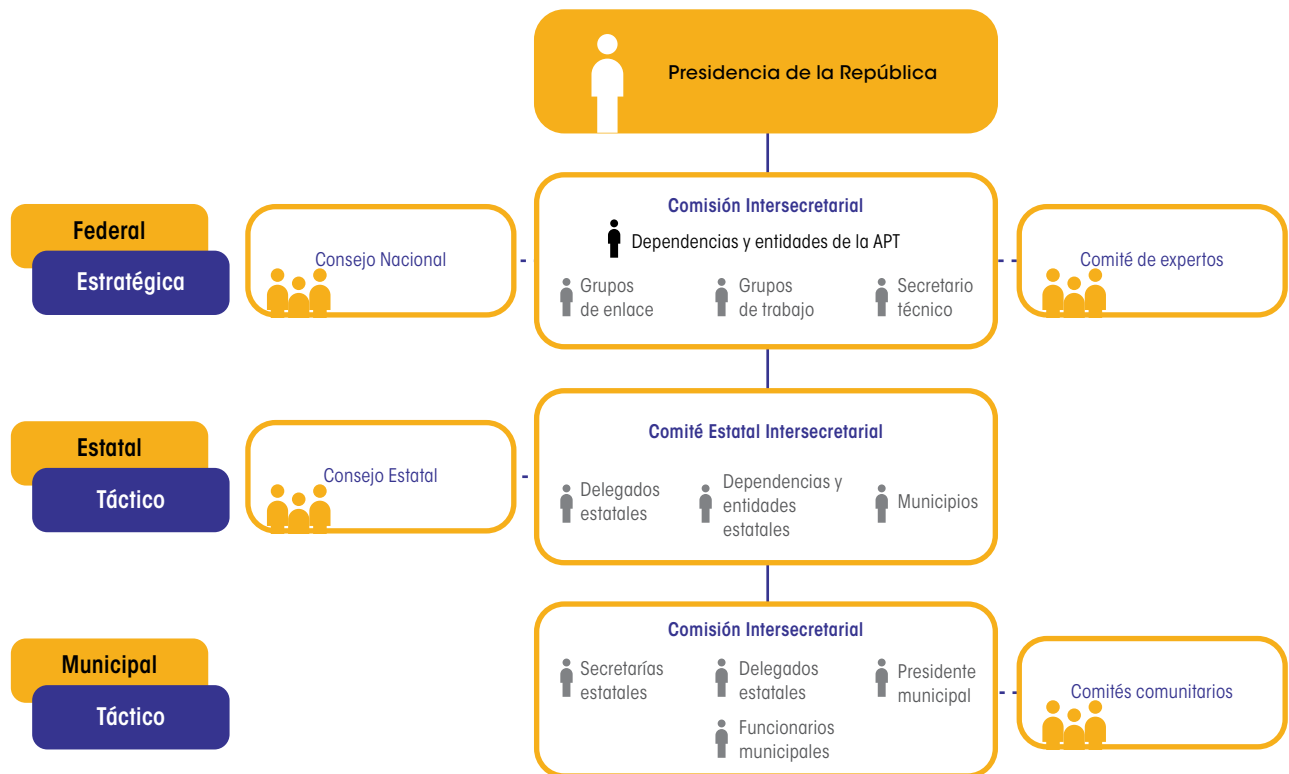 Presidencia de la República
Federal
Estratégica
Consejo Nacional
Comisión Intersecretarial
Dependencias y entidades de la APT
Grupos
de enlace
Grupos
de trabajo
Secretario
técnico
Comité de expertos
Estatal
Táctico
Consejo Estatal
Comité Estatal Intersecretarial
Delegados
estatales
Dependencias y
entidades
estatales
Municipios
Municipal
Táctico
Comisión Intersecretarial
Secretarías
estatales
Delegados
estatales
Presidente
municipal
Funcionarios
municipales
Comités comunitarios